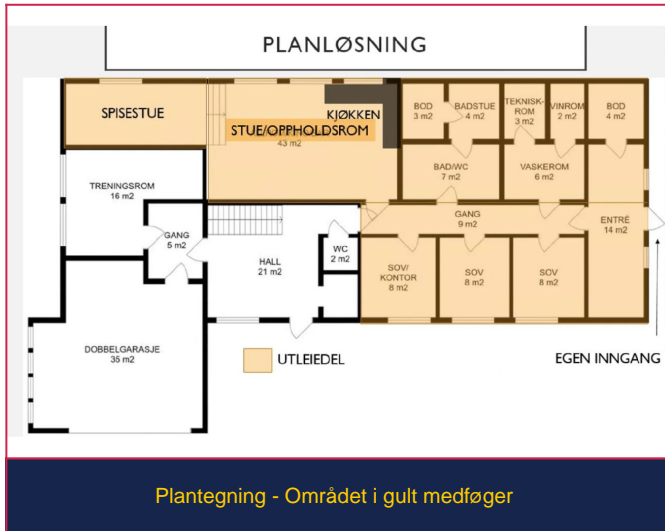 PLANLØSNING
SPISESTUE
KJØKKEN
STUE/OPPHOLDSROM
43 m2
BOD
3 m2
BADSTUE
4 m2
TEKNISK-
ROM
3 m2
VINROM
2 m2
BOD
4 m2
BAD/WC
7 m2
VASKEROM
6 m2
TRENINGSROM
16 m2
GANG
5 m2
HALL
21 m2
WC
2 m2
GANG
9 m2
ENTRÉ
14 m2
SOV/
KONTOR
8 m2
SOV
8 m2
SOV
8 m2
DOBBELGARASJE
35 m2
UTLEIEDEL
EGEN INNGANG
Plantegning - Området i gult medføger